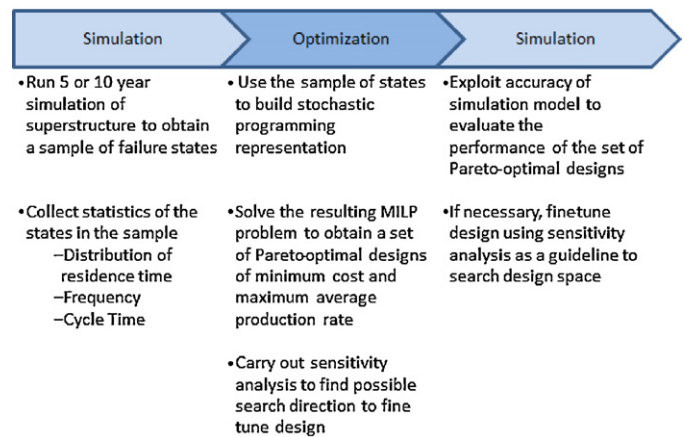 Simulation
Optimization
Simulation
•Run 5 or 10 year
simulation of
superstructure to obtain
a sample of failure states
•Collect statistics of the
states in the sample
–Distribution of
residence time
–Frequency
–Cycle Time
•Use the sample of states
to build stochastic
programming
representation
•Solve the resulting MILP
problem to obtain a set
of Pareto-optimal designs
of minimum cost and
maximum average
production rate
•Carry out sensitivity
analysis to find possible
search direction to fine
tune design
•Exploit accuracy of
simulation model to
evaluate the
performance of the set of
Pareto-optimal designs
•If necessary, finetune
design using sensitivity
analysis as a guideline to
search design space